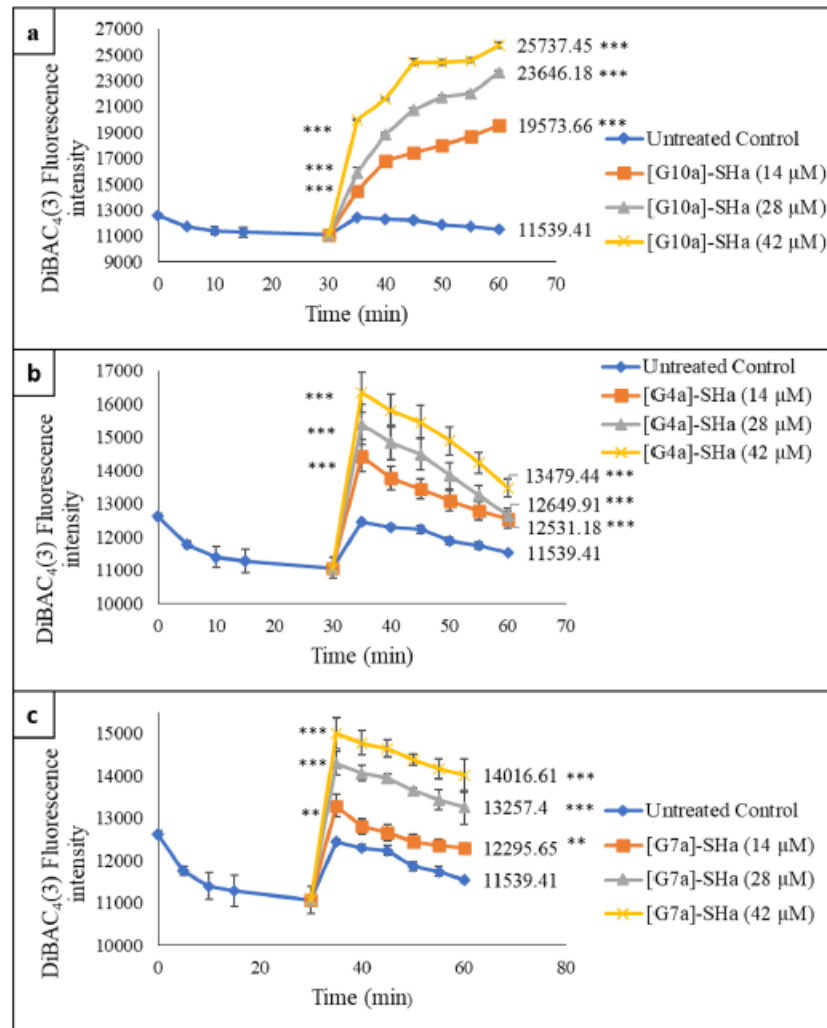 a
DiBAC₄(3) Fluorescence
intensity
27000
25000
23000
21000
19000
17000
15000
13000
11000
9000
***
***
***
25737.45 ***
23646.18 ***
19573.66 ***
11539.41
0 10 20 30 40 50 60 70
Time (min)
Untreated Control
[G10a]-SHa (14 μM)
[G10a]-SHa (28 μM)
[G10a]-SHa (42 μM)
b
DiBAC₄(3) Fluorescence
intensity
17000
16000
15000
14000
13000
12000
11000
10000
***
***
***
13479.44 ***
12649.91 ***
12531.18 ***
11539.41
0 10 20 30 40 50 60 70
Time (min)
Untreated Control
[G4a]-SHa (14 μM)
[G4a]-SHa (28 μM)
[G4a]-SHa (42 μM)
c
DiBAC₄(3) Fluorescence
intensity
15000
14000
13000
12000
11000
10000
***
***
**
14016.61 ***
13257.4 ***
12295.65 **
11539.41
0 20 40 60 80
Time (min)
Untreated Control
[G7a]-SHa (14 μM)
[G7a]-SHa (28 μM)
[G7a]-SHa (42 μM)